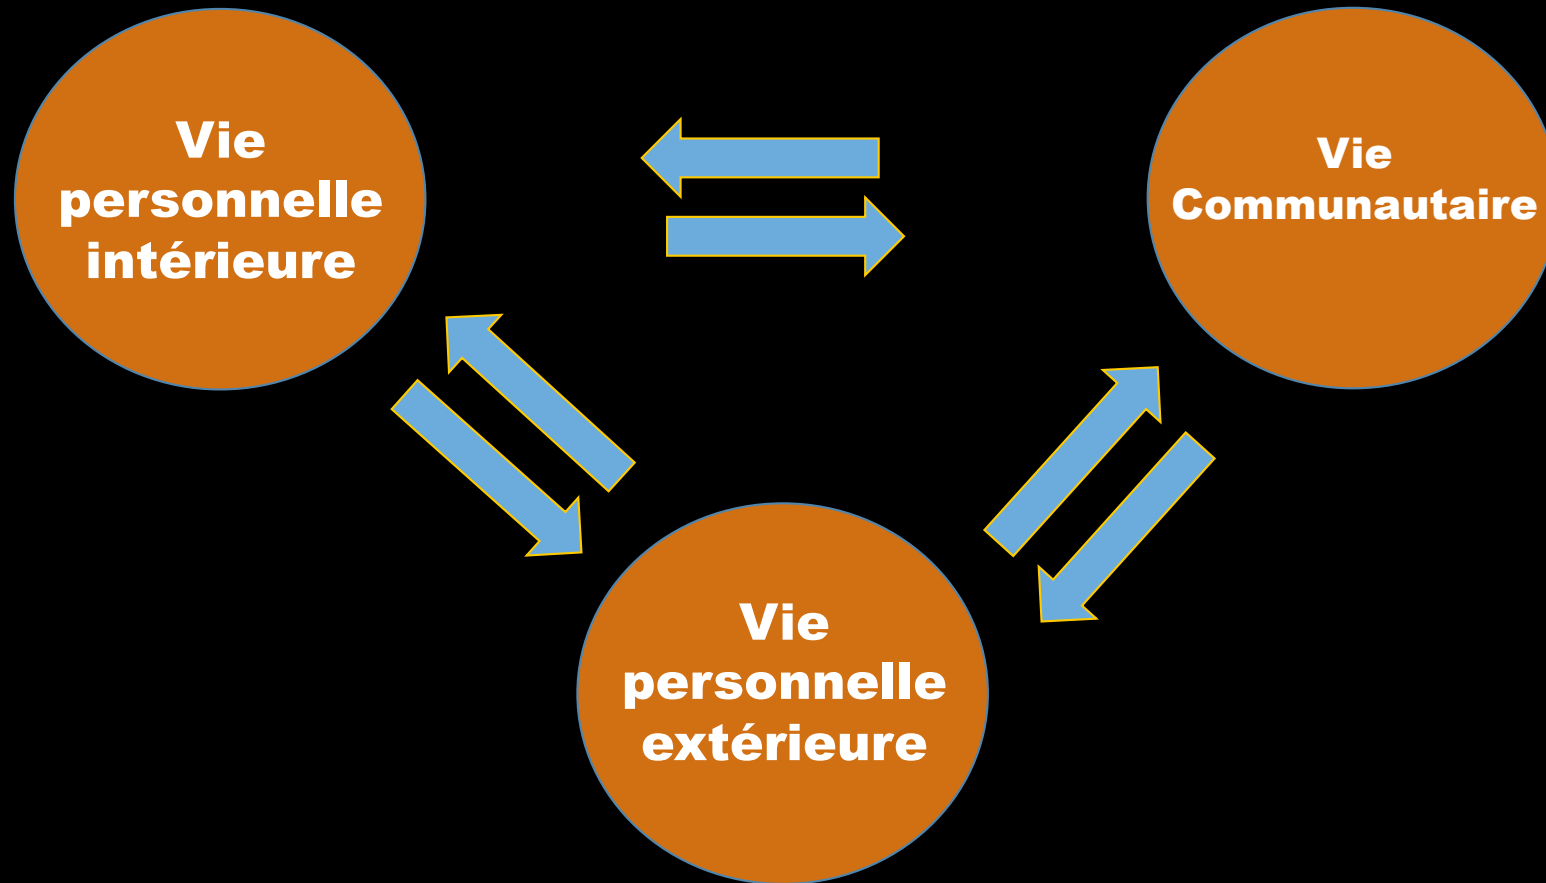 Vie
personnelle
intérieure
Vie
Communautaire
Vie
personnelle
extérieure